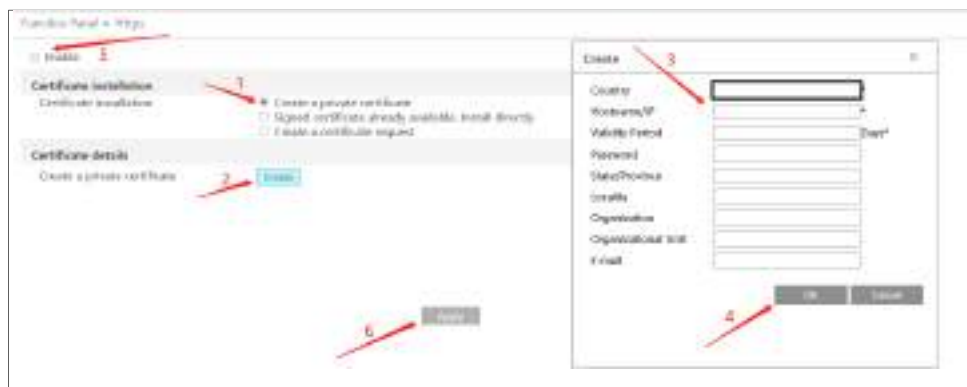 Function Panel > Https
Enable
5
Certificate installation
Certificate installation
1
Create a private certificate
Signed certificate already available, Install directly
Create a certificate request
Certificate details
Create a private certificate
2
Create
6
Apply
Create
3
Country
Hostname/IP
*
Validity Period
Days*
Password
State/Province
Locality
Organization
Organizational Unit
E-mail
OK
Cancel
4